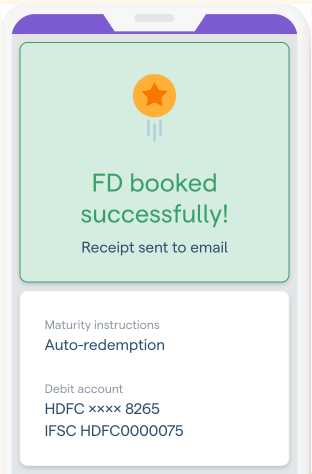 FD booked
successfully!
Receipt sent to email
Maturity instructions
Auto-redemption
Debit account
HDFC ×××× 8265
IFSC HDFC0000075